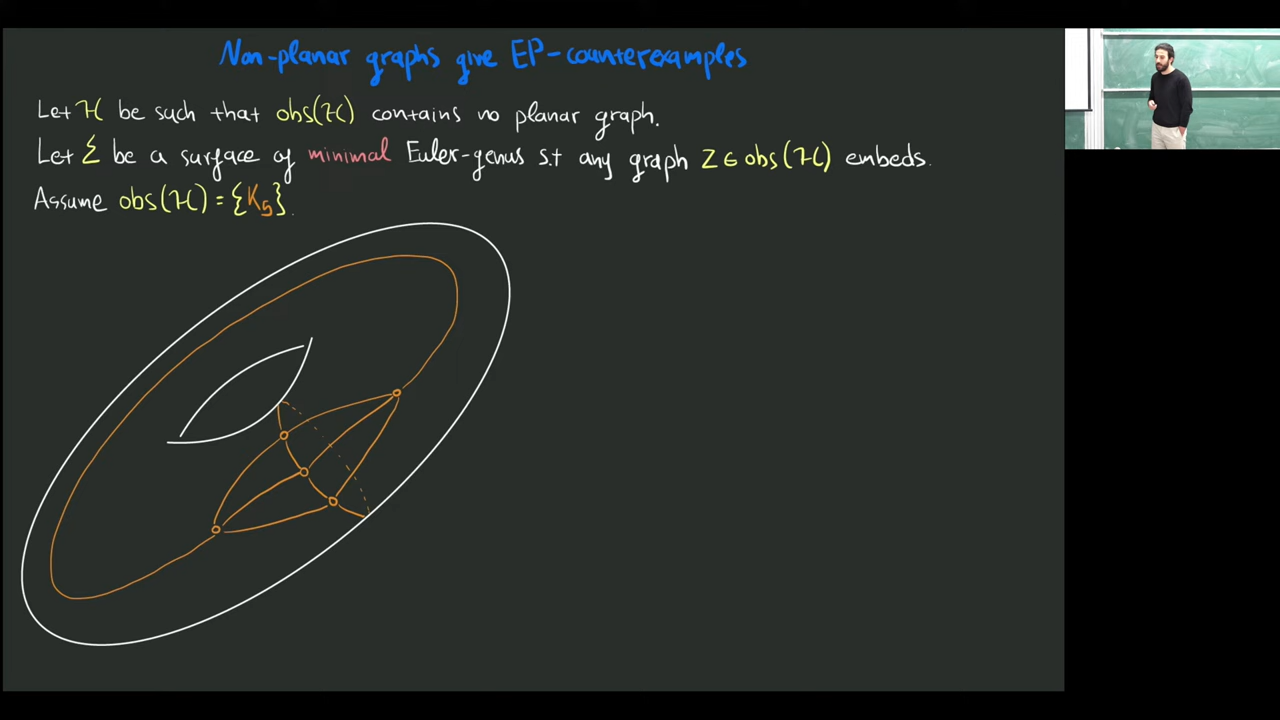 Non-planar graphs give EP-counterexamples
Let H be such that obs(H) contains no planar graph.
Let Σ be a surface of minimal Euler-genus s.t any graph Z ∈ obs(H) embeds.
Assume obs(H) = {K₅}.